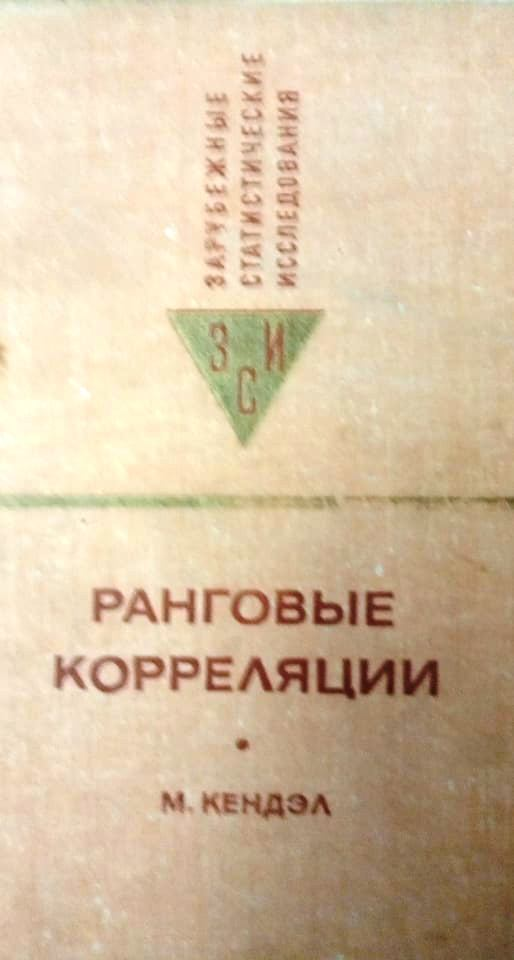 ЗАРУБЕЖНЫЕ
СТАТИСТИЧЕСКИЕ
ИССЛЕДОВАНИЯ
З С И
РАНГОВЫЕ
КОРРЕЛЯЦИИ
•
М. КЕНДЭЛ